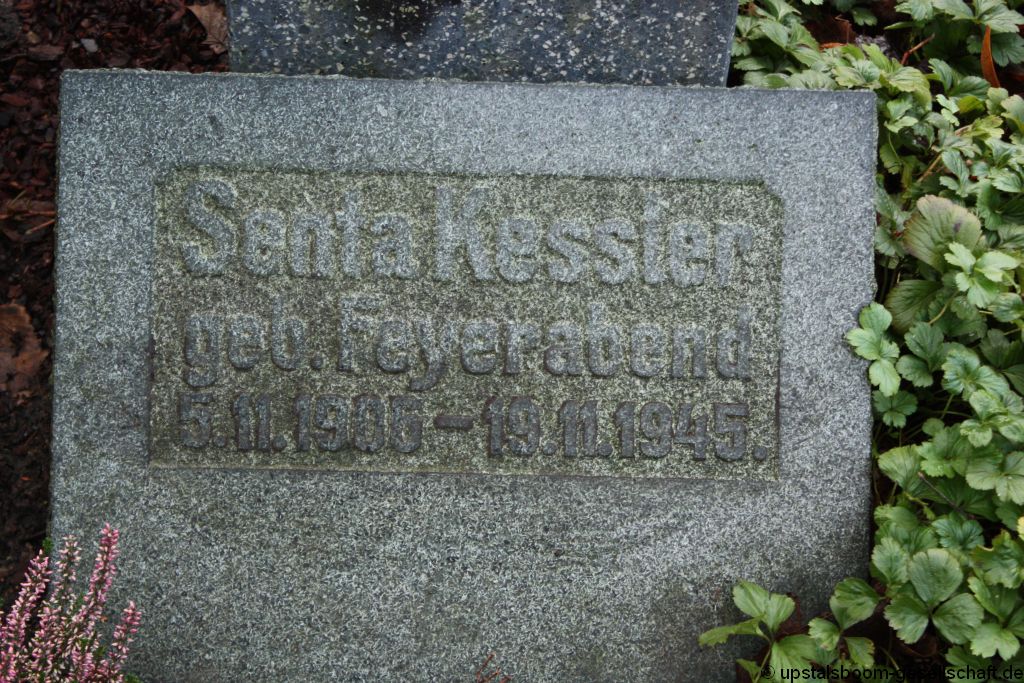 Senta Kessler
geb. Feyerabend
5.11.1906 - 19.11.1945.
© upstalsboom-gesellschaft.de